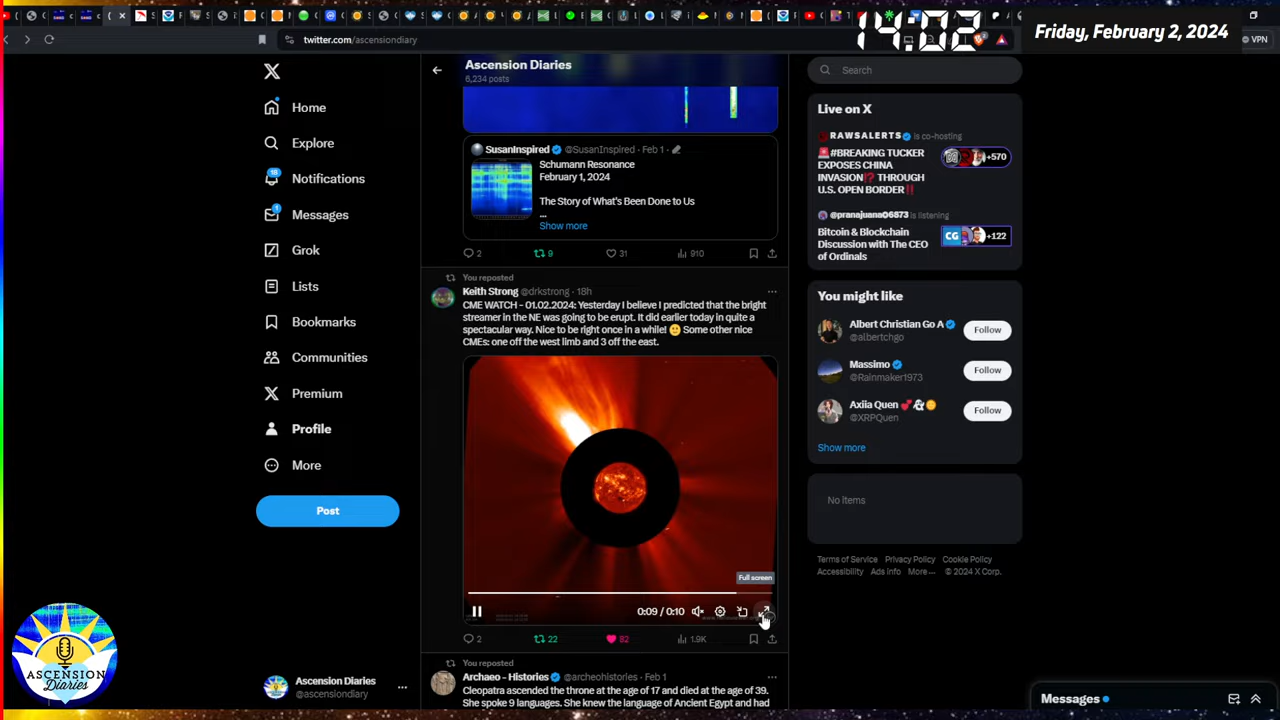 14:02
Friday, February 2, 2024
twitter.com/ascensiondiary
VPN
Home
Explore
18
Notifications
1
Messages
Grok
Lists
Bookmarks
Communities
Premium
Profile
More
Post
Ascension Diaries
@ascensiondiary
ASCENSION
Diaries
Ascension Diaries
6,234 posts
SusanInspired @SusanInspired · Feb 1 ·
Schumann Resonance
February 1, 2024
The Story of What's Been Done to Us
...
Show more
2
9
31
910
You reposted
Keith Strong @drkstrong · 18h
CME WATCH - 01.02.2024: Yesterday I believe I predicted that the bright
streamer in the NE was going to be erupt. It did earlier today in quite a
spectacular way. Nice to be right once in a while! 🙂 Some other nice
CMEs: one off the west limb and 3 off the east.
Full screen
0:09 / 0:10
2
22
82
1.9K
You reposted
Archaeo - Histories @archeohistories · Feb 1
Cleopatra ascended the throne at the age of 17 and died at the age of 39.
She spoke 9 languages. She knew the language of Ancient Egypt and had
Search
Live on X
RAWSALERTS is co-hosting
🚨#BREAKING TUCKER
EXPOSES CHINA
INVASION⁉️ THROUGH
U.S. OPEN BORDER‼️
+570
@pranajuana06873 is listening
Bitcoin & Blockchain
Discussion with The CEO
of Ordinals
CG
+122
You might like
Albert Christian Go A
@albertchgo
Follow
Massimo
@Rainmaker1973
Follow
Axiia Quen
@XRPQuen
Follow
Show more
No items
Terms of Service Privacy Policy Cookie Policy
Accessibility Ads info More ... © 2024 X Corp.
Messages